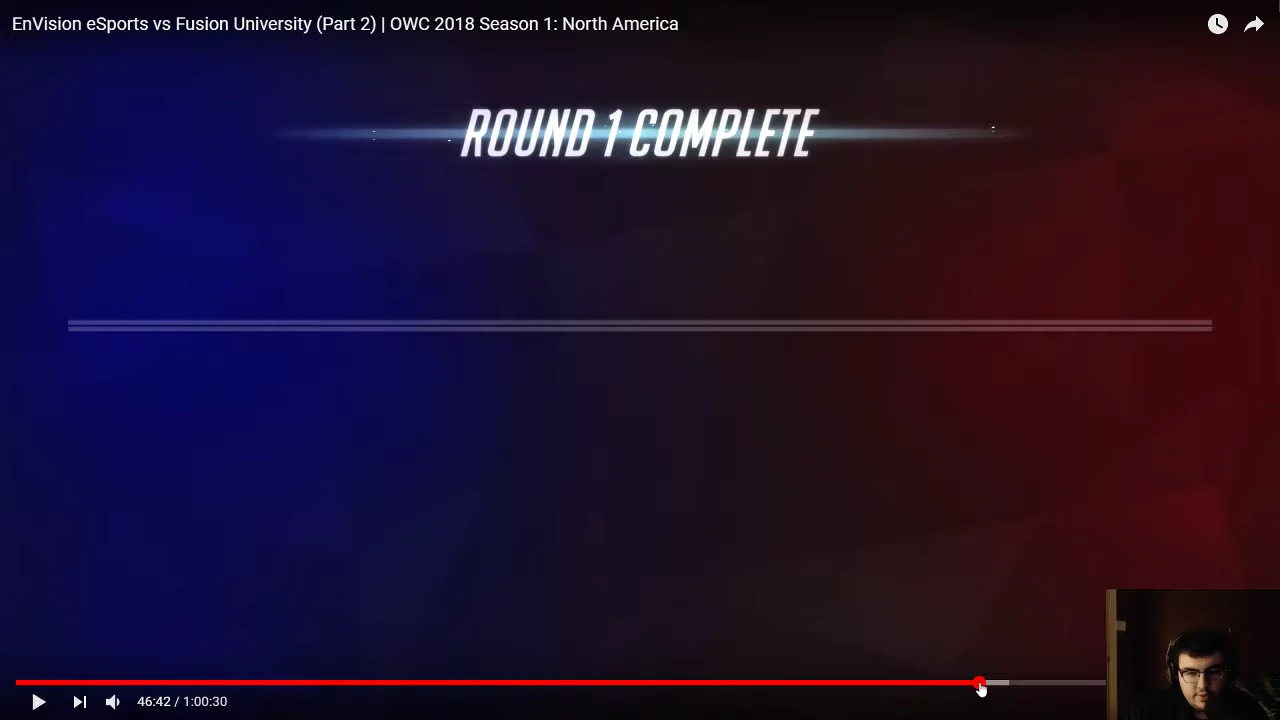 EnVision eSports vs Fusion University (Part 2) | OWC 2018 Season 1: North America
ROUND 1 COMPLETE
46:42 / 1:00:30